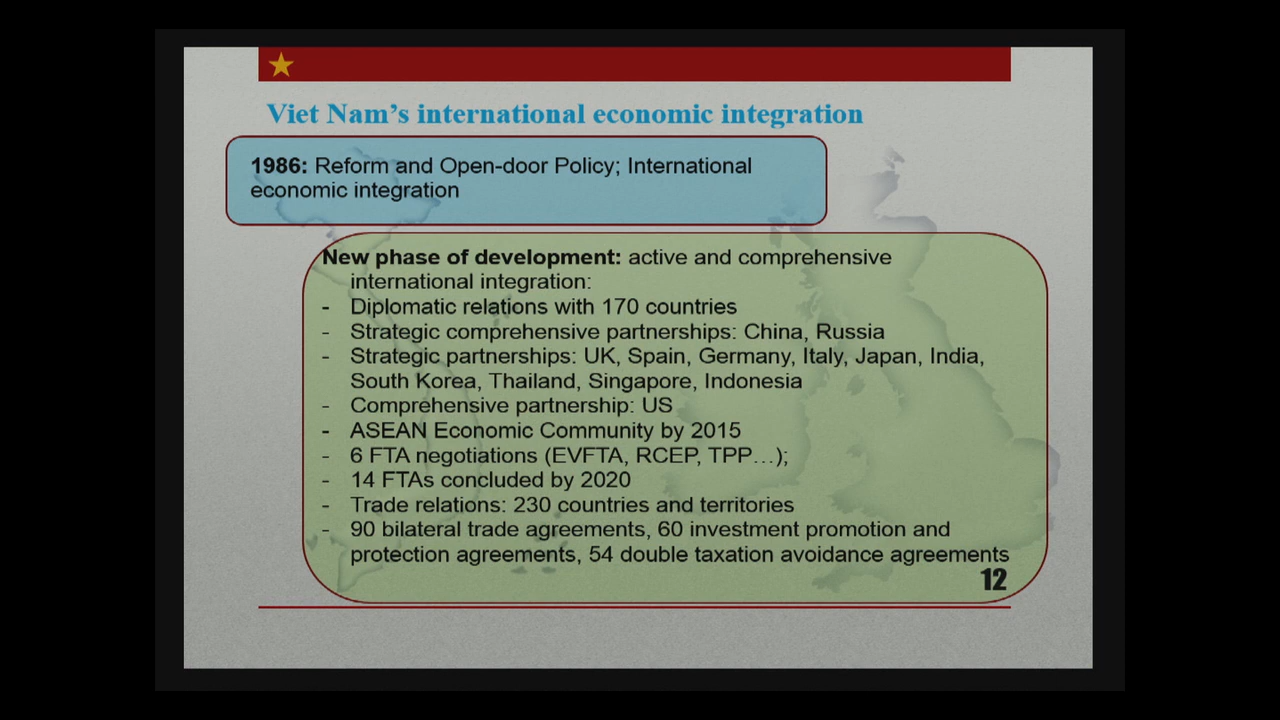 Viet Nam's international economic integration
1986: Reform and Open-door Policy; International
economic integration
New phase of development: active and comprehensive
international integration:
- Diplomatic relations with 170 countries
- Strategic comprehensive partnerships: China, Russia
- Strategic partnerships: UK, Spain, Germany, Italy, Japan, India,
South Korea, Thailand, Singapore, Indonesia
- Comprehensive partnership: US
- ASEAN Economic Community by 2015
- 6 FTA negotiations (EVFTA, RCEP, TPP…);
- 14 FTAs concluded by 2020
- Trade relations: 230 countries and territories
- 90 bilateral trade agreements, 60 investment promotion and
protection agreements, 54 double taxation avoidance agreements
12